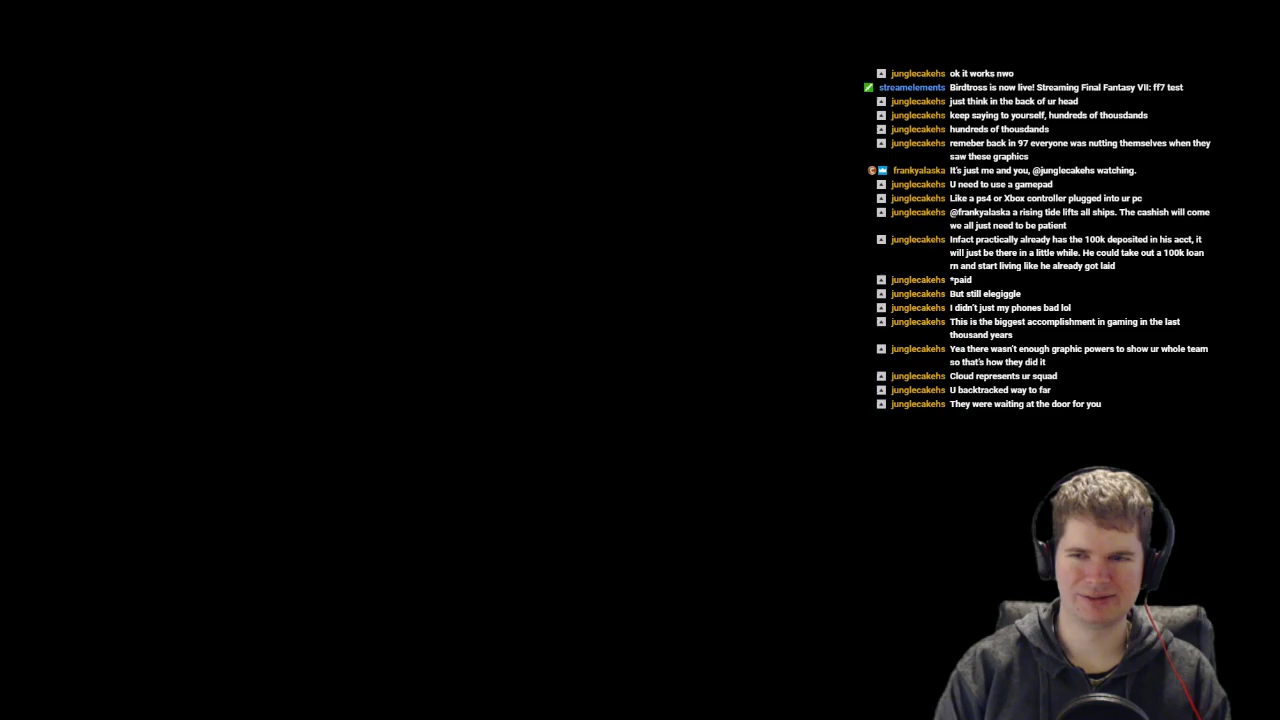 junglecakehs ok it works nwo
streamelements Birdtross is now live! Streaming Final Fantasy VII: ff7 test
junglecakehs just think in the back of ur head
junglecakehs keep saying to yourself, hundreds of thousdands
junglecakehs hundreds of thousdands
junglecakehs remeber back in 97 everyone was nutting themselves when they
saw these graphics
frankyalaska It's just me and you, @junglecakehs watching.
junglecakehs U need to use a gamepad
junglecakehs Like a ps4 or Xbox controller plugged into ur pc
junglecakehs @frankyalaska a rising tide lifts all ships. The cashish will come
we all just need to be patient
junglecakehs Infact practically already has the 100k deposited in his acct, it
will just be there in a little while. He could take out a 100k loan
rn and start living like he already got laid
junglecakehs *paid
junglecakehs But still elegiggle
junglecakehs I didn't just my phones bad lol
junglecakehs This is the biggest accomplishment in gaming in the last
thousand years
junglecakehs Yea there wasn't enough graphic powers to show ur whole team
so that's how they did it
junglecakehs Cloud represents ur squad
junglecakehs U backtracked way to far
junglecakehs They were waiting at the door for you